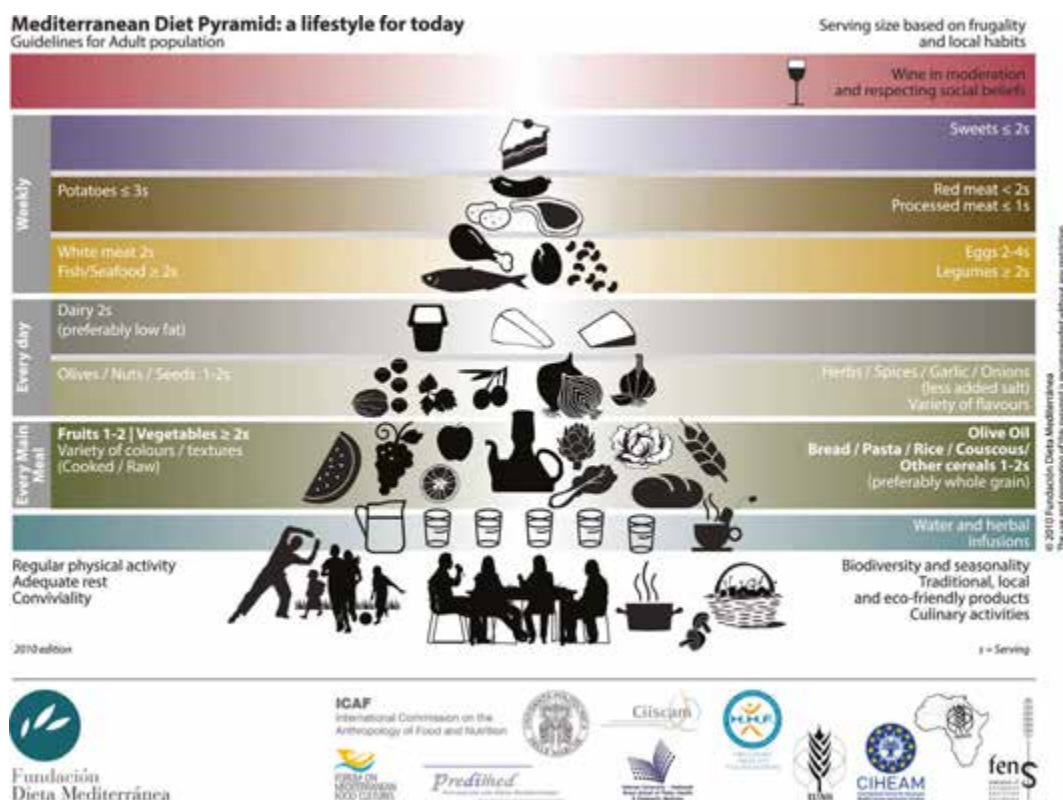 Mediterranean Diet Pyramid: a lifestyle for today
Guidelines for Adult population
Serving size based on frugality
and local habits
Wine in moderation
and respecting social beliefs
Weekly
Sweets ≤ 2s
Potatoes ≤ 3s
Red meat < 2s
Processed meat ≤ 1s
White meat 2s
Fish/Seafood ≥ 2s
Eggs 2-4s
Legumes ≥ 2s
Every day
Dairy 2s
(preferably low fat)
Olives / Nuts / Seeds 1-2s
Herbs / Spices / Garlic / Onions
(less added salt)
Variety of flavours
Every Main
Meal
Fruits 1-2 | Vegetables ≥ 2s
Variety of colours / textures
(Cooked / Raw)
Olive Oil
Bread / Pasta / Rice / Couscous/
Other cereals 1-2s
(preferably whole grain)
Water and herbal
infusions
Regular physical activity
Adequate rest
Conviviality
Biodiversity and seasonality
Traditional, local
and eco-friendly products
Culinary activities
2010 edition
s = Serving
© 2010 Fundación Dieta Mediterránea
Fundación
Dieta Mediterránea
ICAF
International Commission on the
Anthropology of Food and Nutrition
FORUM ON
MEDITERRANEAN
FOOD CULTURES
Predimed
Ciiscam
H.H.F.
CIHEAM
fens